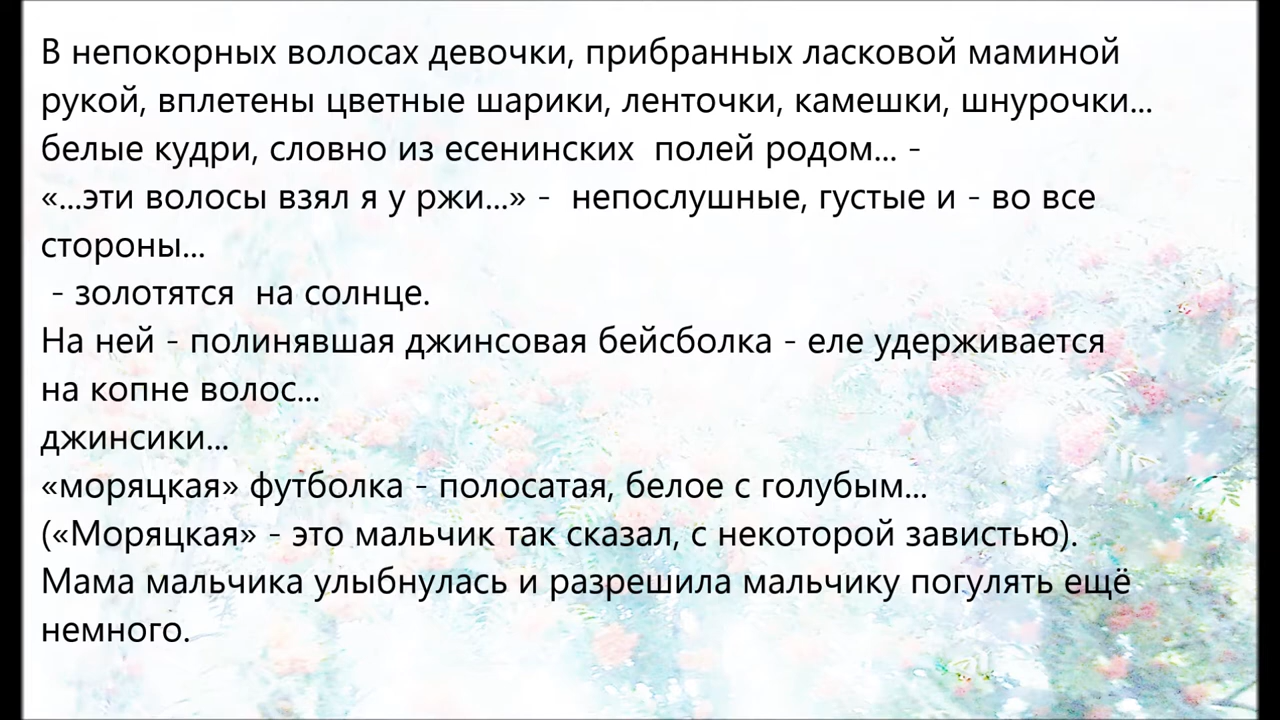 В непокорных волосах девочки, прибранных ласковой маминой
рукой, вплетены цветные шарики, ленточки, камешки, шнурочки...
белые кудри, словно из есенинских  полей родом... -
«...эти волосы взял я у ржи...» -  непослушные, густые и - во все
стороны...
- золотятся  на солнце.
На ней - полинявшая джинсовая бейсболка - еле удерживается
на копне волос...
джинсики...
«моряцкая» футболка - полосатая, белое с голубым...
(«Моряцкая» - это мальчик так сказал, с некоторой завистью).
Мама мальчика улыбнулась и разрешила мальчику погулять ещё
немного.